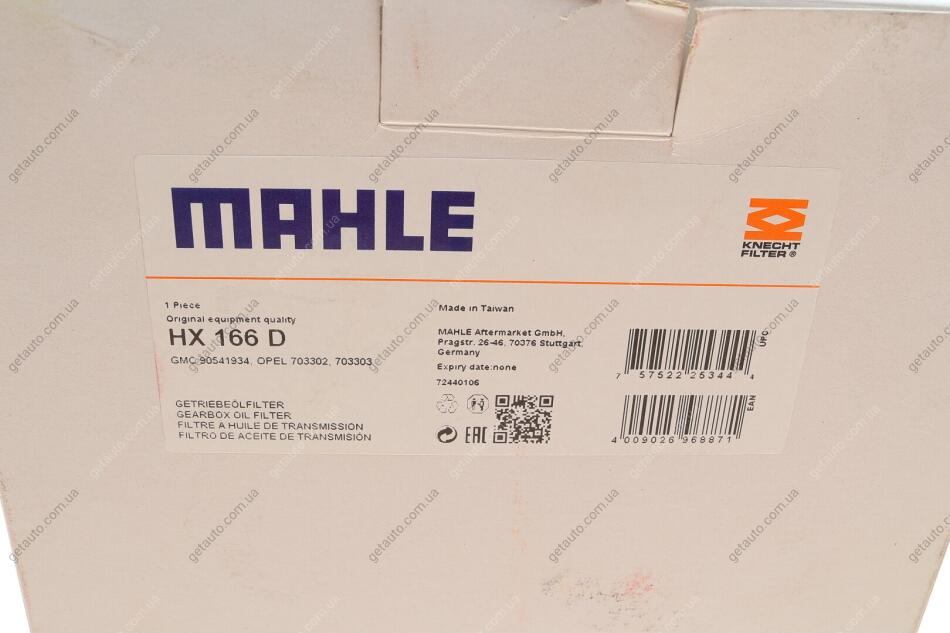 MAHLE
KNECHT
FILTER®
1 Piece
Original equipment quality
HX 166 D
GMC 90541934, OPEL 703302, 703303
Made in Taiwan
MAHLE Aftermarket GmbH,
Pragstr. 26-46, 70376 Stuttgart,
Germany
Expiry date:none
72440106
GETRIEBEÖLFILTER
GEARBOX OIL FILTER
FILTRE A HUILE DE TRANSMISSION
FILTRO DE ACEITE DE TRANSMISIÓN
EAC
UPC
7 57522 25344 4
EAN
4 009026 968871
getauto.com.ua